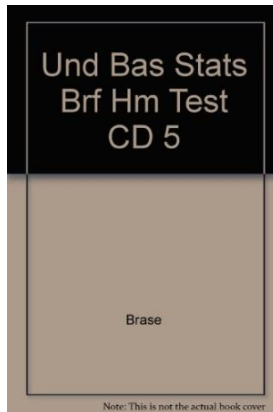 Und Bas Stats
Brf Hm Test
CD 5
Brase
Note: This is not the actual book cover